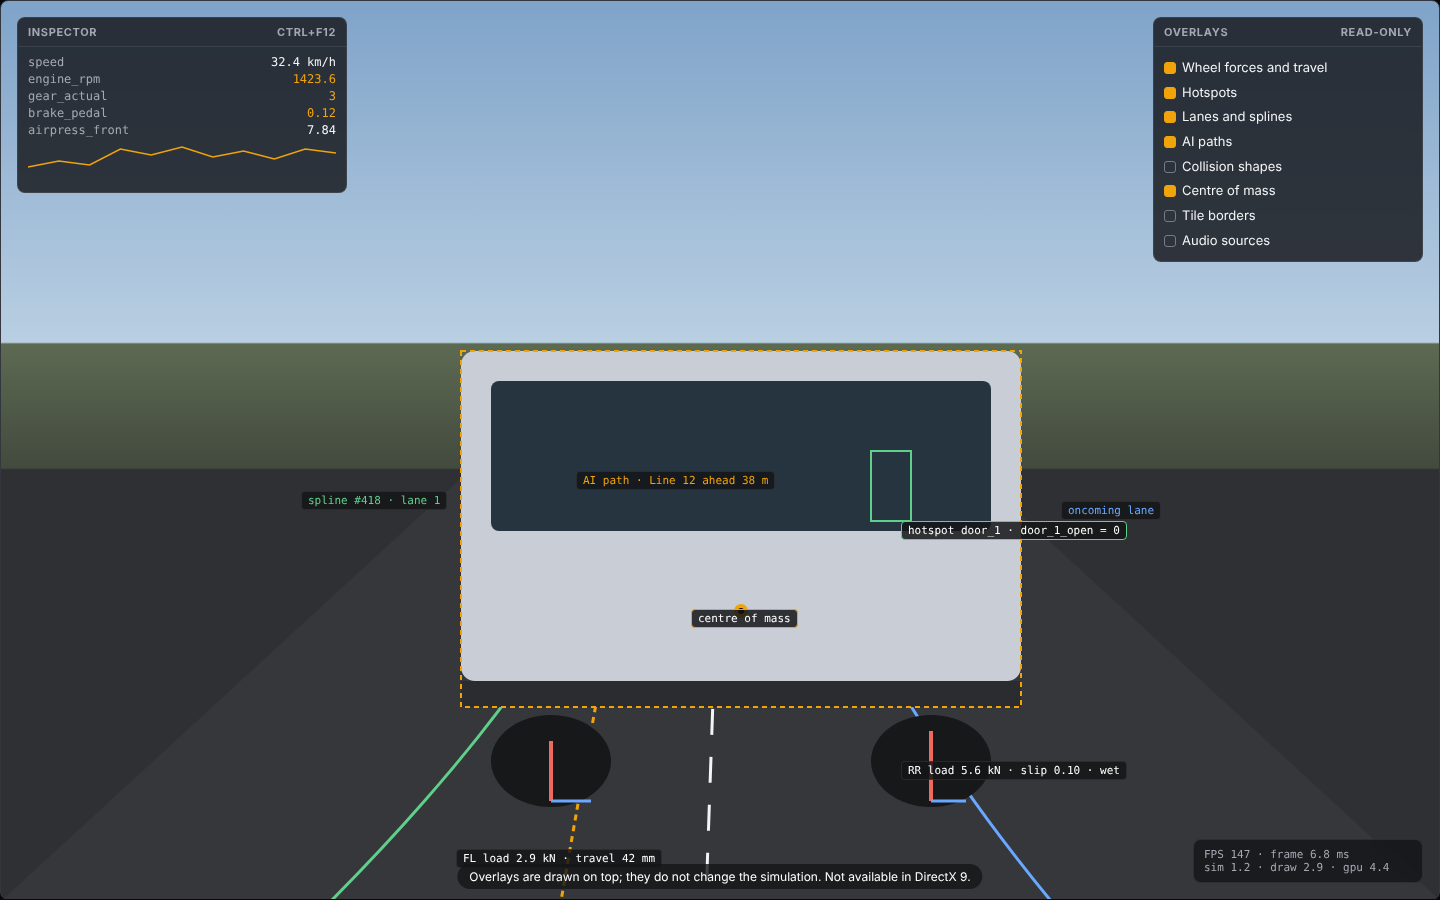 INSPECTOR CTRL+F12
speed 32.4 km/h
engine_rpm 1423.6
gear_actual 3
brake_pedal 0.12
airpress_front 7.84
OVERLAYS READ-ONLY
Wheel forces and travel
Hotspots
Lanes and splines
AI paths
Collision shapes
Centre of mass
Tile borders
Audio sources
AI path · Line 12 ahead 38 m
spline #418 · lane 1
oncoming lane
hotspot door_1 · door_1_open = 0
centre of mass
RR load 5.6 kN · slip 0.10 · wet
FL load 2.9 kN · travel 42 mm
Overlays are drawn on top; they do not change the simulation. Not available in DirectX 9.
FPS 147 · frame 6.8 ms
sim 1.2 · draw 2.9 · gpu 4.4